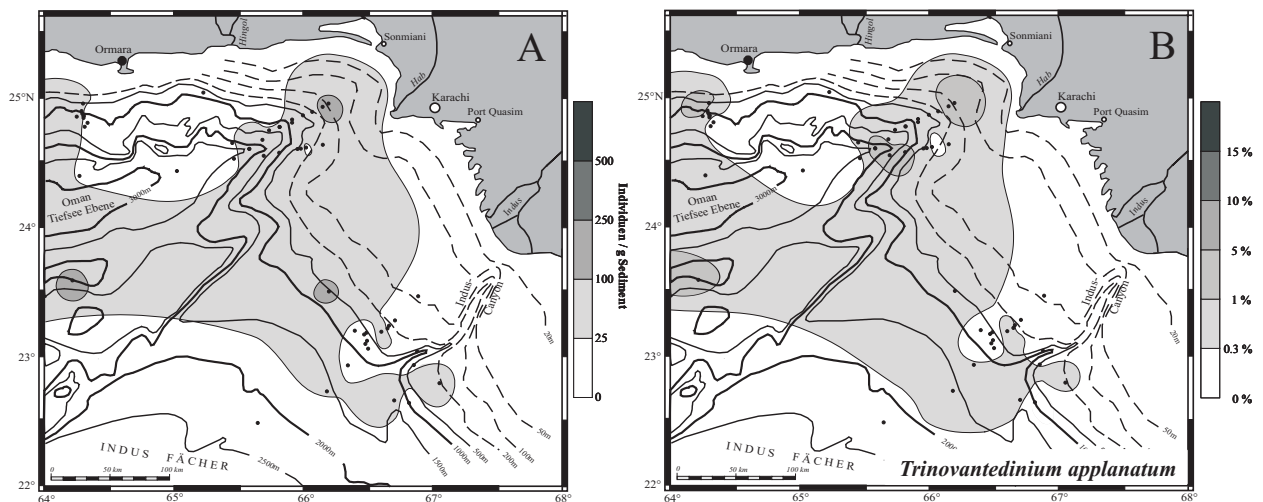 A
Hingol
Ormara
Sonmiani
Hab
Karachi
Port Quasim
25°N
Oman
Tiefsee Ebene
3000m
Indus
24°
Indus-
Canyon
20m
23°
50m
100m
200m
500m
1000m
1500m
2000m
2500m
INDUS FÄCHER
0 50 km 100 km
22°
64° 65° 66° 67° 68°
500
250
100
25
0
Individuen / g Sediment
B
Hingol
Ormara
Sonmiani
Hab
Karachi
Port Quasim
25°N
Oman
Tiefsee Ebene
3000m
Indus
24°
Indus-
Canyon
20m
23°
50m
INDUS FÄCHER
0 50 km 100 km
Trinovantedinium applanatum
22°
64° 65° 66° 67° 68°
15 %
10 %
5 %
1 %
0.3 %
0 %